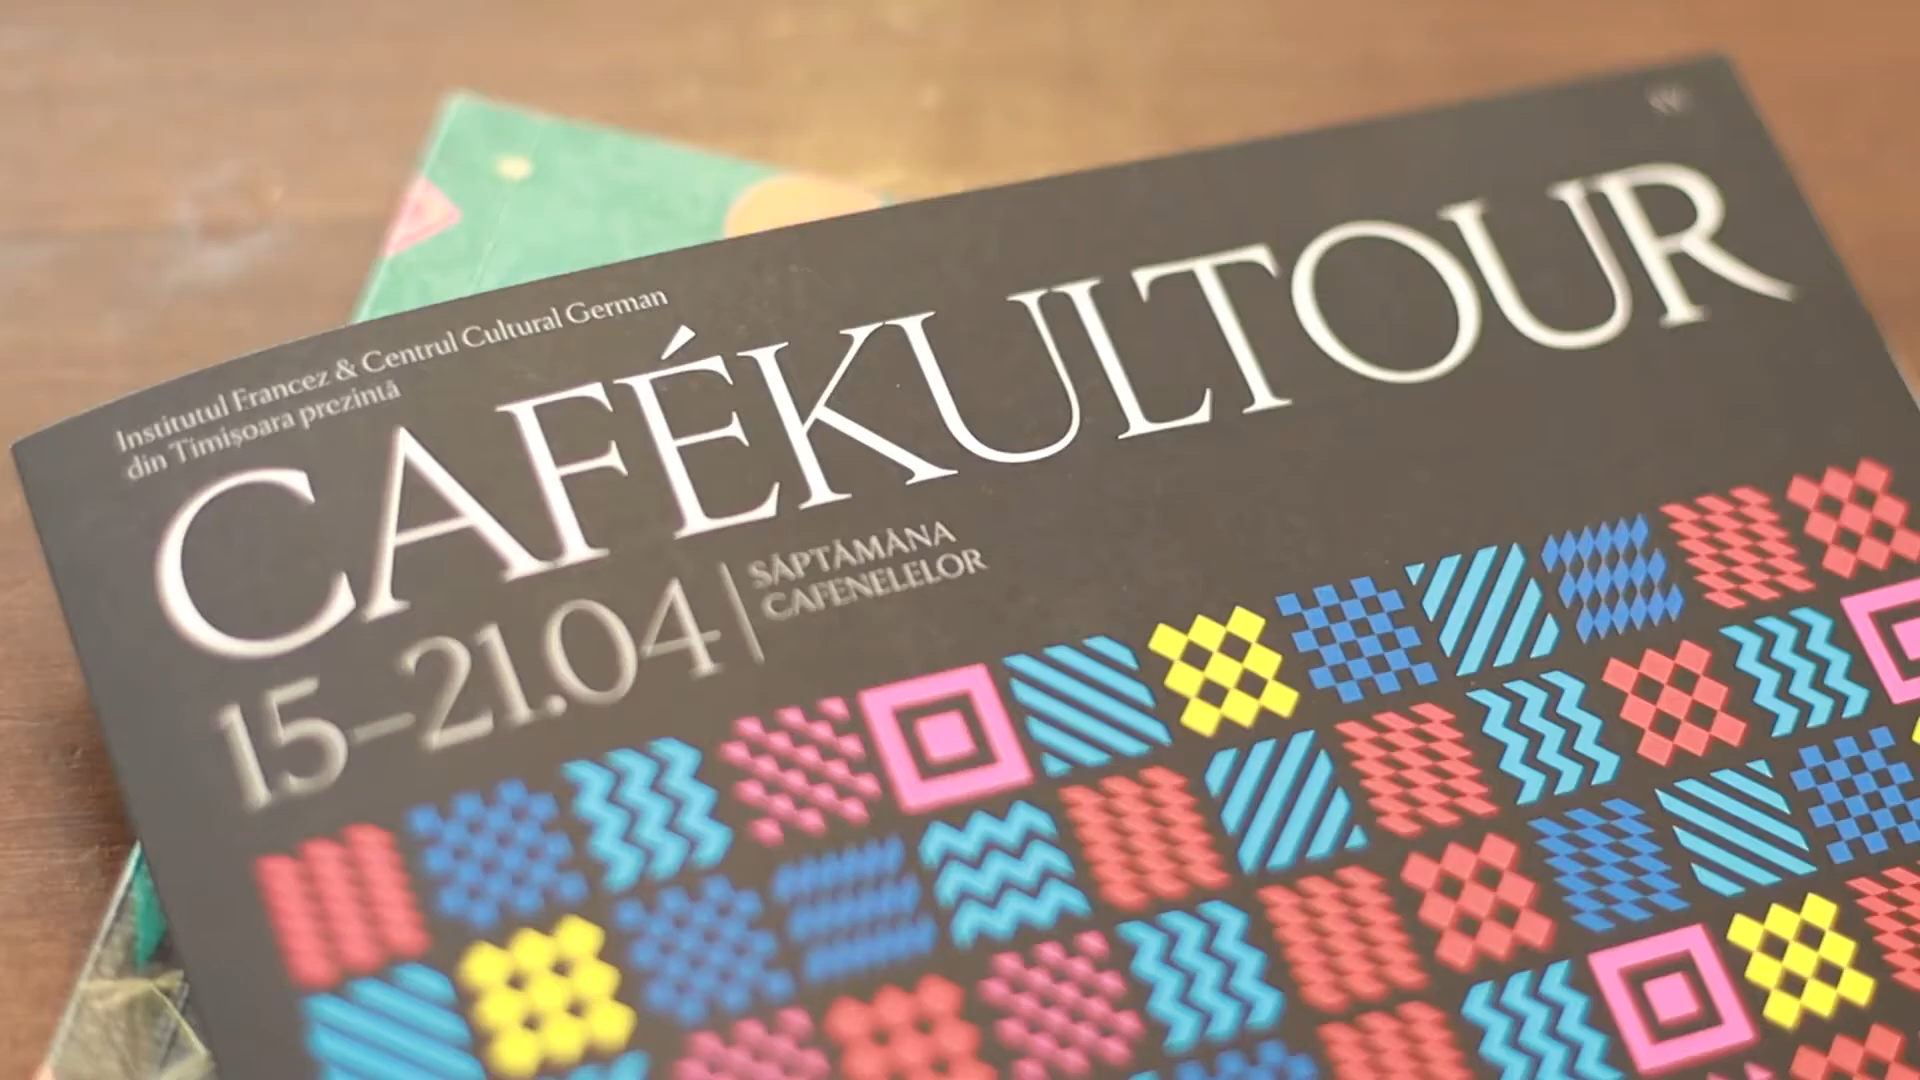 Institutul Francez & Centrul Cultural German
din Timișoara prezintă
CAFÉKULTOUR
15–21.04
SĂPTĂMÂNA
CAFENELELOR